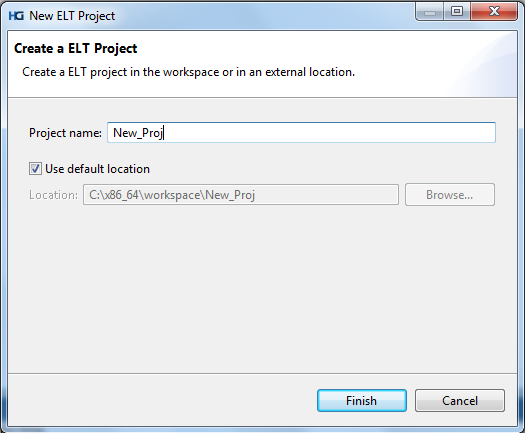 HG New ELT Project
Create a ELT Project
Create a ELT project in the workspace or in an external location.
Project name: New_Proj
Use default location
Location: C:\x86_64\workspace\New_Proj Browse...
Finish Cancel